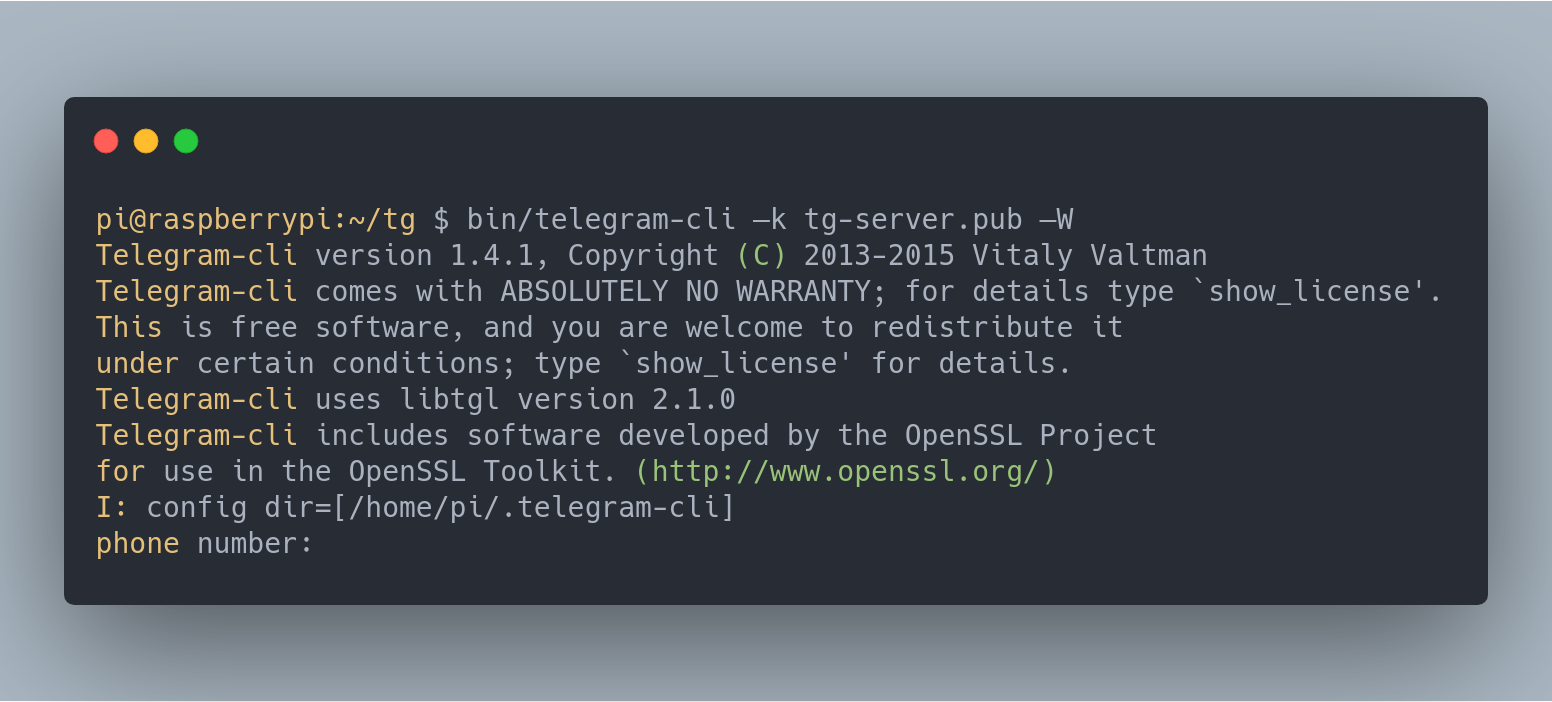 pi@raspberrypi:~/tg $ bin/telegram-cli –k tg-server.pub –W
Telegram-cli version 1.4.1, Copyright (C) 2013-2015 Vitaly Valtman
Telegram-cli comes with ABSOLUTELY NO WARRANTY; for details type `show_license'.
This is free software, and you are welcome to redistribute it
under certain conditions; type `show_license' for details.
Telegram-cli uses libtgl version 2.1.0
Telegram-cli includes software developed by the OpenSSL Project
for use in the OpenSSL Toolkit. (http://www.openssl.org/)
I: config dir=[/home/pi/.telegram-cli]
phone number: